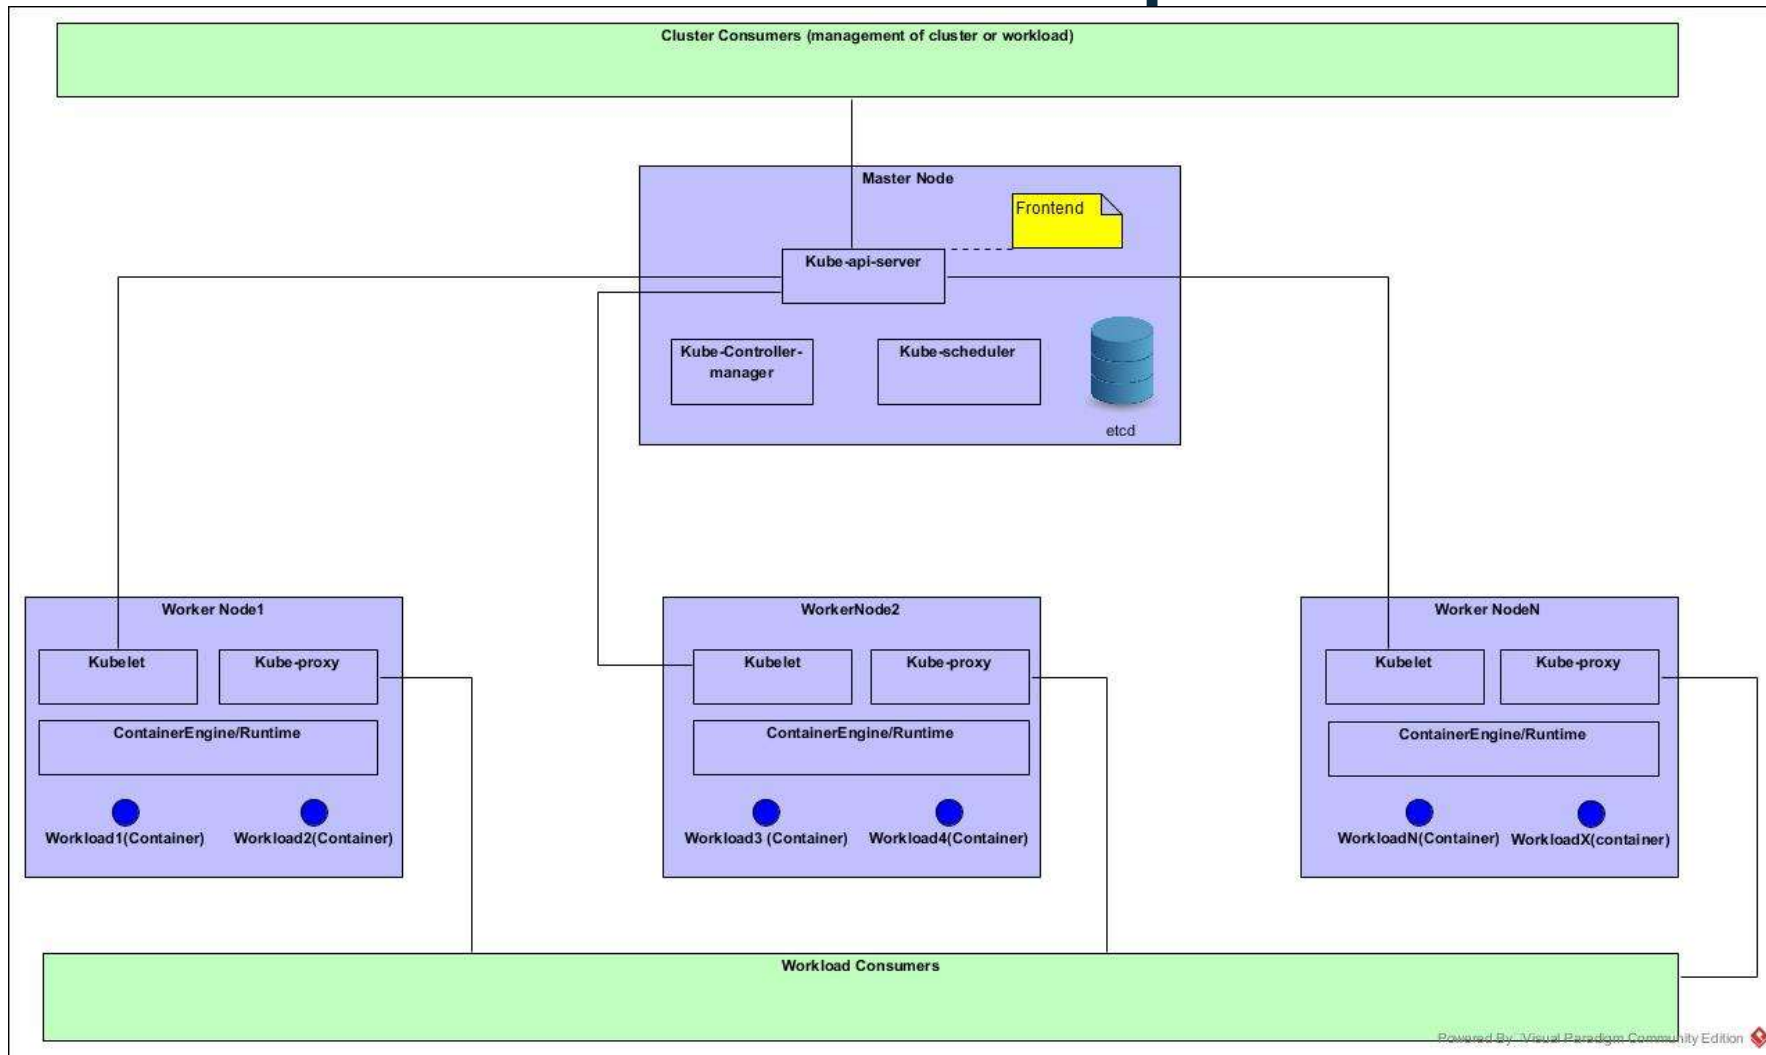 Cluster Consumers (management of cluster or workload)
Master Node
Frontend
Kube-api-server
Kube-Controller-
manager
Kube-scheduler
etcd
Worker Node1
Kubelet
Kube-proxy
ContainerEngine/Runtime
Workload1(Container)
Workload2(Container)
WorkerNode2
Kubelet
Kube-proxy
ContainerEngine/Runtime
Workload3 (Container)
Workload4(Container)
Worker NodeN
Kubelet
Kube-proxy
ContainerEngine/Runtime
WorkloadN(Container)
WorkloadX(container)
Workload Consumers
Powered By Visual Paradigm Community Edition